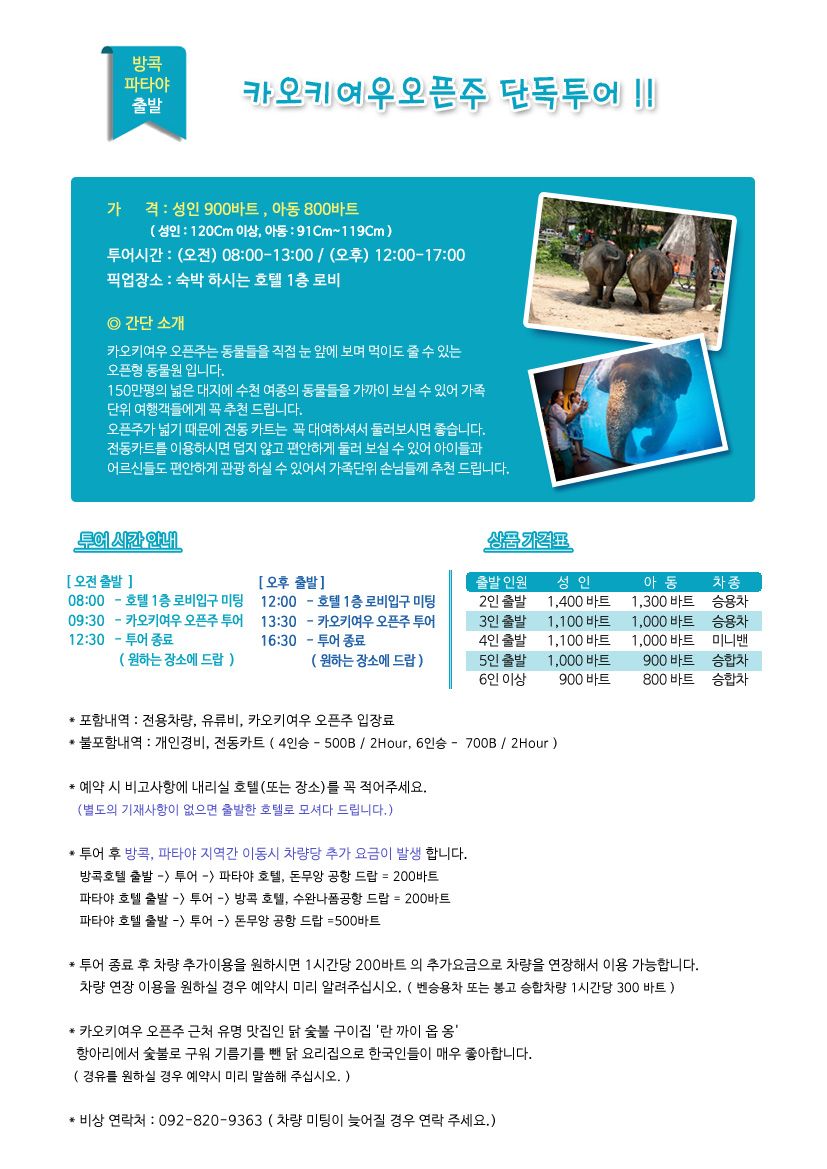 방콕
파타야
출발
카오키여우오픈주 단독투어 !!
가 격 : 성인 900바트 , 아동 800바트
( 성인 : 120Cm 이상, 아동 : 91Cm~119Cm )
투어시간 : (오전) 08:00-13:00 / (오후) 12:00-17:00
픽업장소 : 숙박 하시는 호텔 1층 로비
◎ 간단 소개
카오키여우 오픈주는 동물들을 직접 눈 앞에 보며 먹이도 줄 수 있는
오픈형 동물원 입니다.
150만평의 넓은 대지에 수천 여종의 동물들을 가까이 보실 수 있어 가족
단위 여행객들에게 꼭 추천 드립니다.
오픈주가 넓기 때문에 전동 카트는 꼭 대여하셔서 둘러보시면 좋습니다.
전동카트를 이용하시면 덥지 않고 편안하게 둘러 보실 수 있어 아이들과
어르신들도 편안하게 관광 하실 수 있어서 가족단위 손님들께 추천 드립니다.
투어 시간 안내
[ 오전 출발 ]
08:00 - 호텔 1층 로비입구 미팅
09:30 - 카오키여우 오픈주 투어
12:30 - 투어 종료
( 원하는 장소에 드랍 )
[ 오후 출발 ]
12:00 - 호텔 1층 로비입구 미팅
13:30 - 카오키여우 오픈주 투어
16:30 - 투어 종료
( 원하는 장소에 드랍 )
상품 가격표
출발 인원 성 인 아 동 차 종
2인 출발 1,400 바트 1,300 바트 승용차
3인 출발 1,100 바트 1,000 바트 승용차
4인 출발 1,100 바트 1,000 바트 미니밴
5인 출발 1,000 바트 900 바트 승합차
6인 이상 900 바트 800 바트 승합차
* 포함내역 : 전용차량, 유류비, 카오키여우 오픈주 입장료
* 불포함내역 : 개인경비, 전동카트 ( 4인승 - 500B / 2Hour, 6인승 - 700B / 2Hour )
* 예약 시 비고사항에 내리실 호텔(또는 장소)를 꼭 적어주세요.
(별도의 기재사항이 없으면 출발한 호텔로 모셔다 드립니다.)
* 투어 후 방콕, 파타야 지역간 이동시 차량당 추가 요금이 발생 합니다.
방콕호텔 출발 -> 투어 -> 파타야 호텔, 돈무앙 공항 드랍 = 200바트
파타야 호텔 출발 -> 투어 -> 방콕 호텔, 수완나폼공항 드랍 = 200바트
파타야 호텔 출발 -> 투어 -> 돈무앙 공항 드랍 =500바트
* 투어 종료 후 차량 추가이용을 원하시면 1시간당 200바트 의 추가요금으로 차량을 연장해서 이용 가능합니다.
차량 연장 이용을 원하실 경우 예약시 미리 알려주십시오. ( 벤승용차 또는 봉고 승합차량 1시간당 300 바트 )
* 카오키여우 오픈주 근처 유명 맛집인 닭 숯불 구이집 '란 까이 옵 옹'
항아리에서 숯불로 구워 기름기를 뺀 닭 요리집으로 한국인들이 매우 좋아합니다.
( 경유를 원하실 경우 예약시 미리 말씀해 주십시오. )
* 비상 연락처 : 092-820-9363 ( 차량 미팅이 늦어질 경우 연락 주세요.)